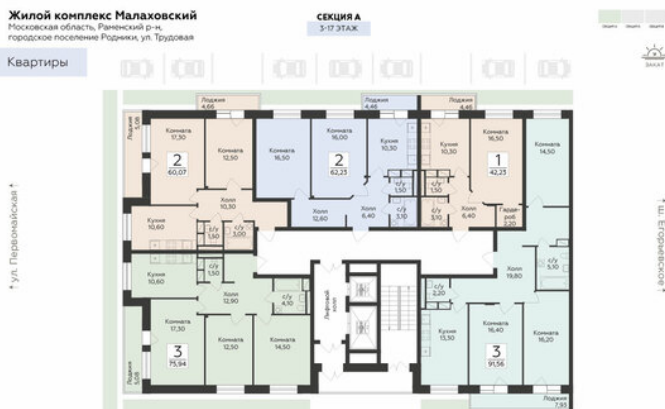 Жилой комплекс Малаховский
Московская область, Раменский р-н,
городское поселение Родники, ул. Трудовая
СЕКЦИЯ А
3-17 ЭТАЖ
ЗАКАТ
Квартиры
Лоджия
5,08
Лоджия
4,66
Комната
17,30
Комната
12,50
2
60,07
Холл
10,30
Кухня
10,60
с/у
1,50
с/у
3,00
Лоджия
4,46
Комната
16,50
Комната
16,00
Кухня
10,30
2
62,23
с/у
1,50
с/у
3,10
Холл
12,60
Холл
6,40
Лоджия
4,46
Кухня
10,30
Комната
16,50
1
42,23
с/у
1,50
с/у
3,10
Холл
6,40
Гарде-
роб
2,20
Комната
14,50
Холл
19,80
с/у
5,10
с/у
2,20
Кухня
13,30
Комната
16,40
3
91,56
Комната
16,20
Лоджия
7,95
Кухня
10,60
с/у
1,50
Холл
12,90
с/у
4,10
Комната
17,30
3
75,94
Комната
12,50
Комната
14,50
Лоджия
5,08
Лифтовой
холл
ул. Первомайская
ш. Егорьевское